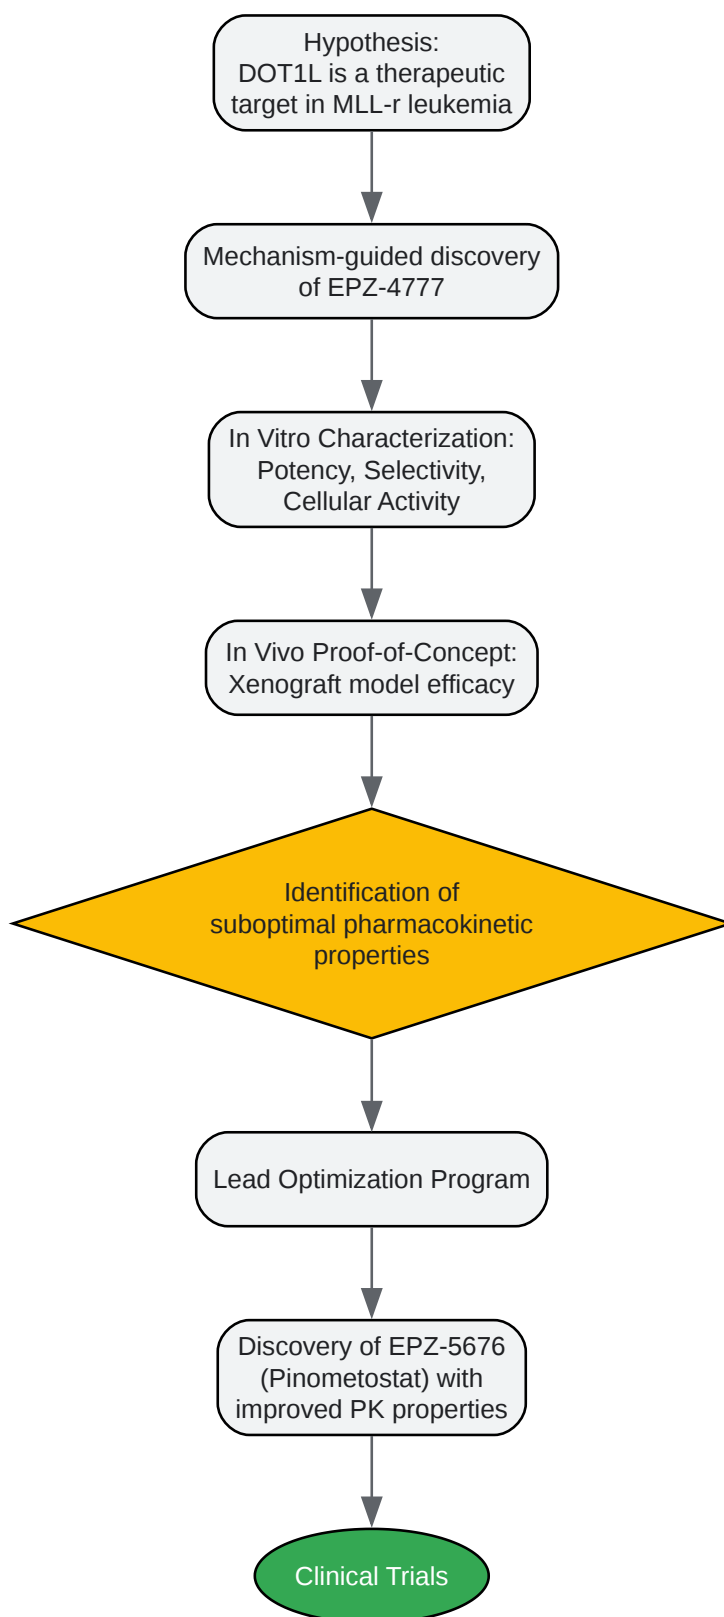 Hypothesis:
DOT1L is a therapeutic
target in MLL-r leukemia
Mechanism-guided discovery
of EPZ-4777
In Vitro Characterization:
Potency, Selectivity,
Cellular Activity
In Vivo Proof-of-Concept:
Xenograft model efficacy
Identification of
suboptimal pharmacokinetic
properties
Lead Optimization Program
Discovery of EPZ-5676
(Pinometostat) with
improved PK properties
Clinical Trials